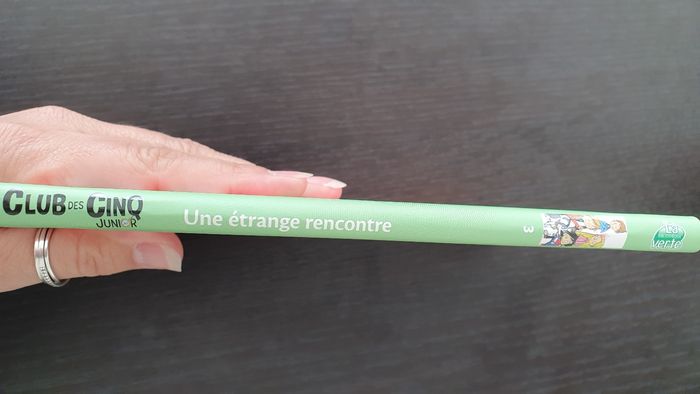 CLUB DES CINQ
JUNIOR
Une étrange rencontre
3
La
verte